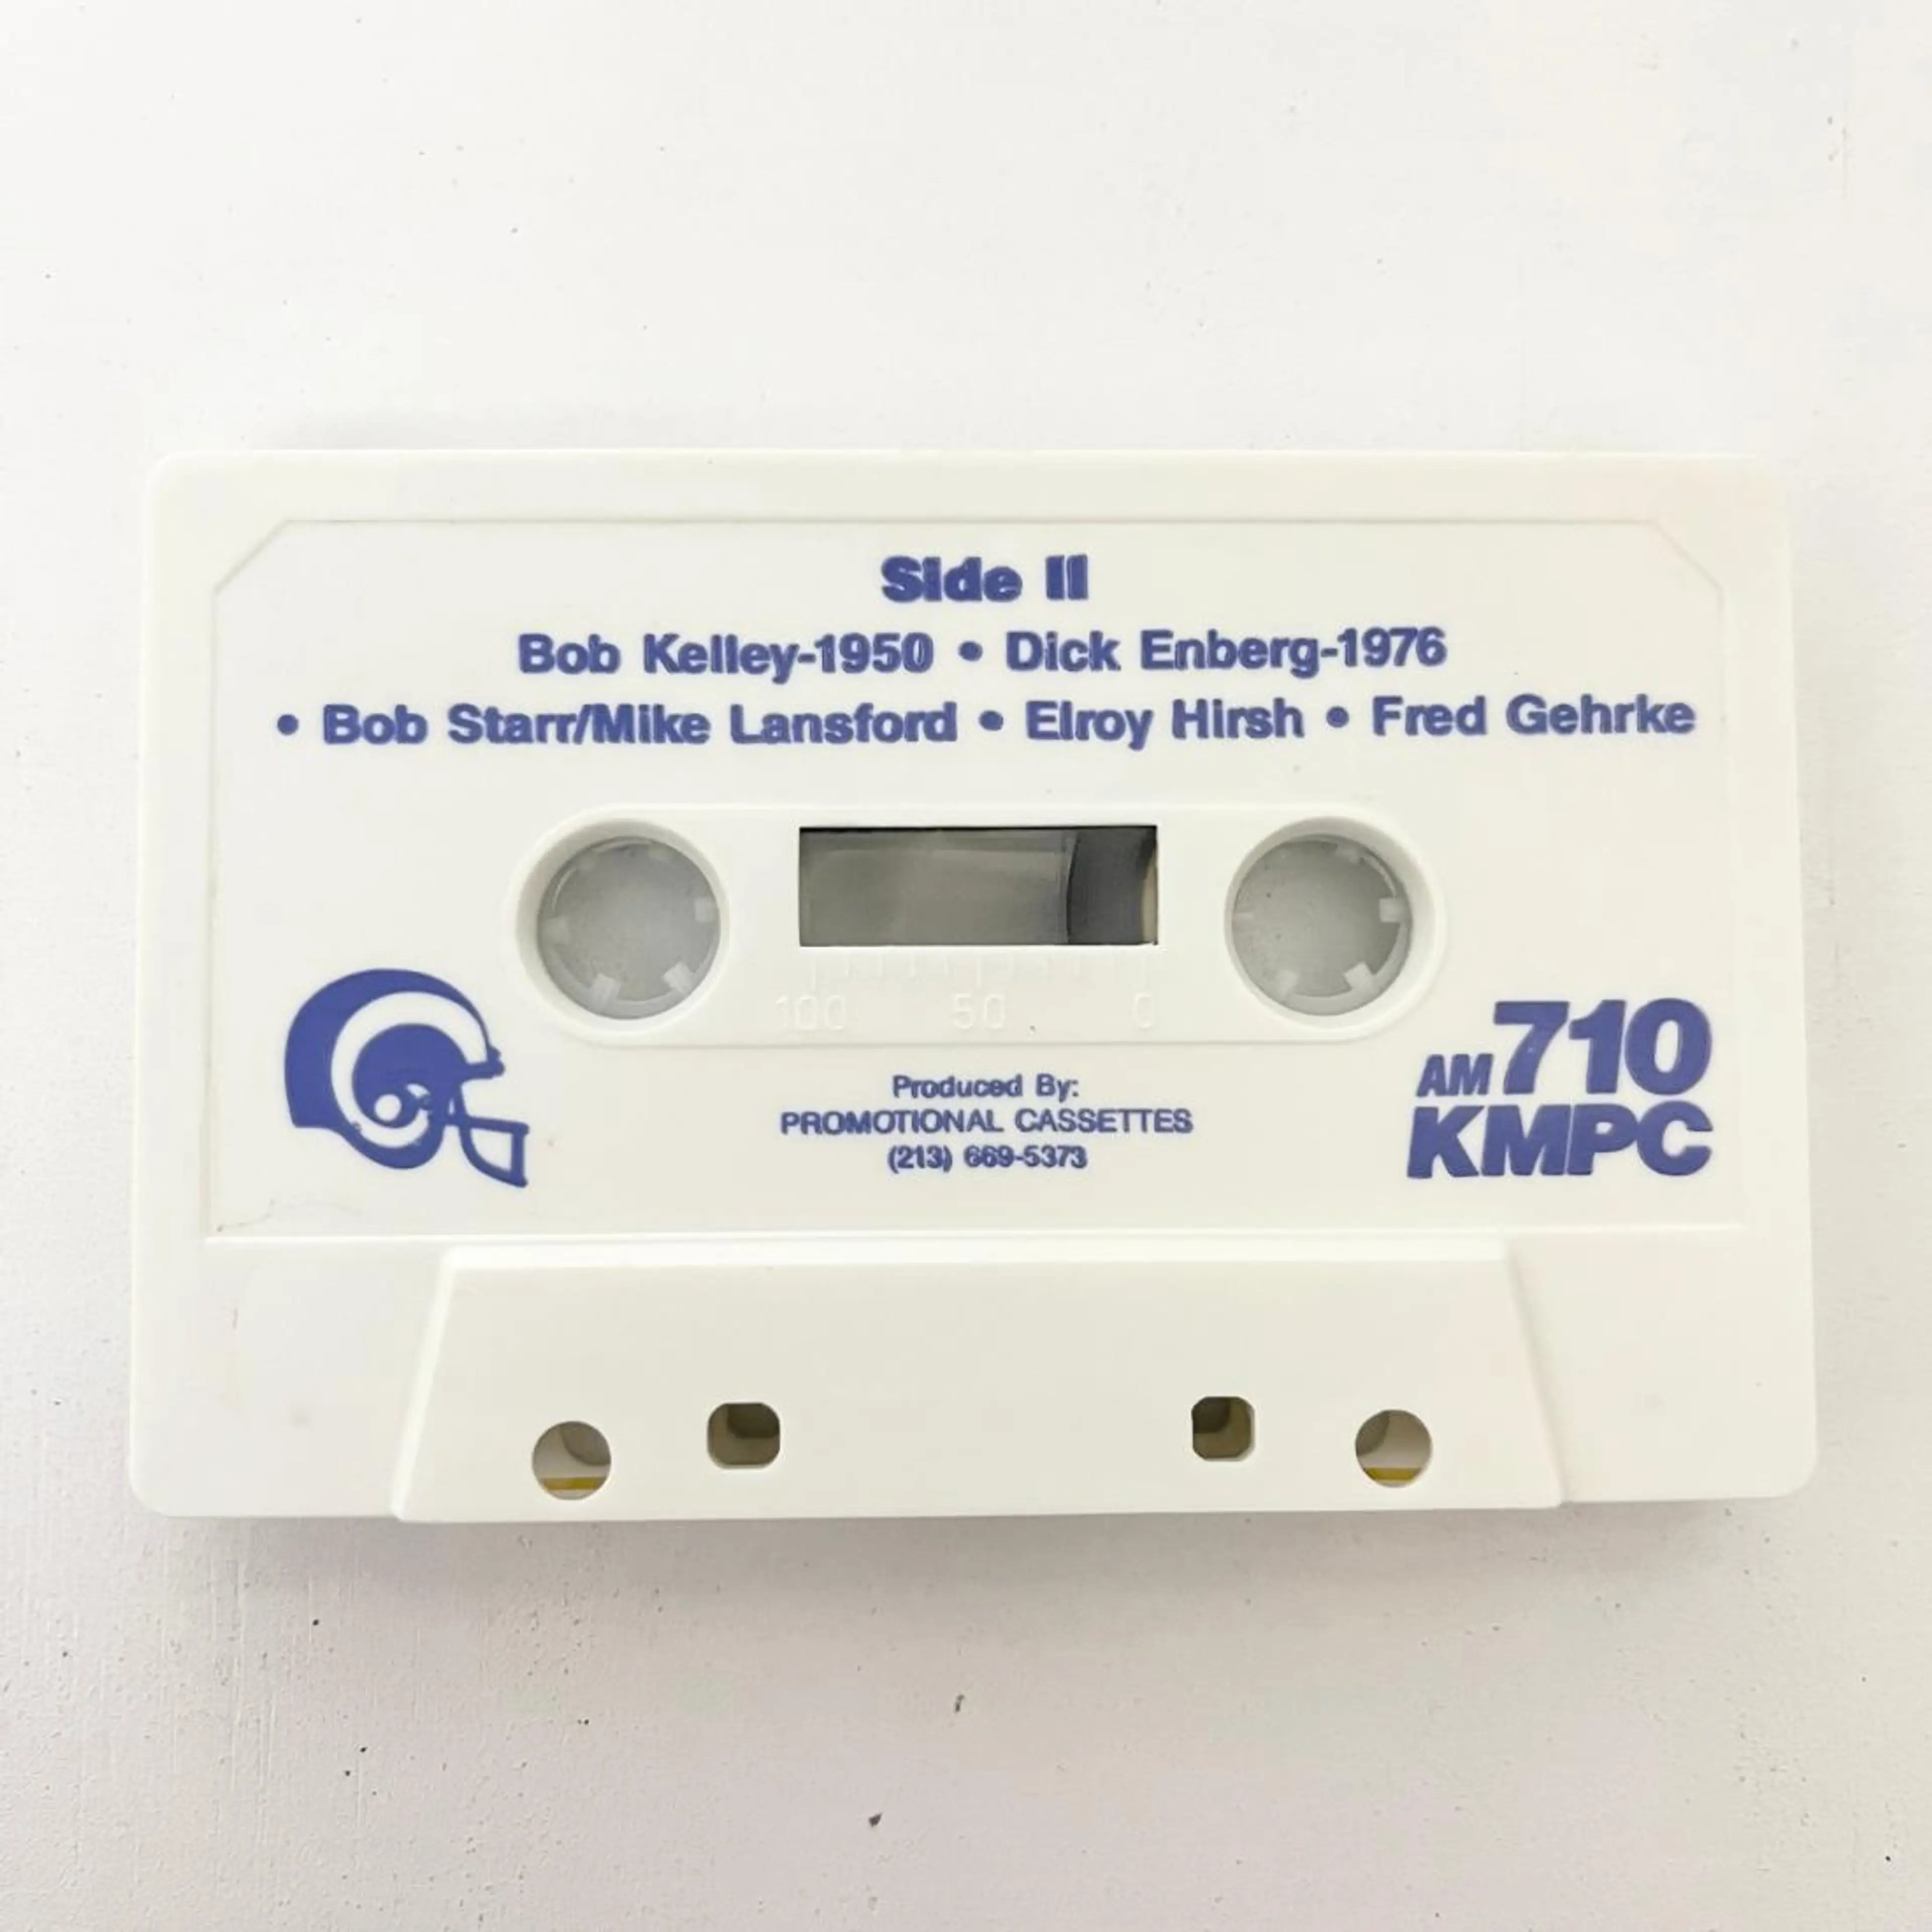 Side II
Bob Kelley-1950 • Dick Enberg-1976
• Bob Starr/Mike Lansford • Elroy Hirsh • Fred Gehrke
100 50 0
Produced By:
PROMOTIONAL CASSETTES
(213) 669-5373
AM 710
KMPC